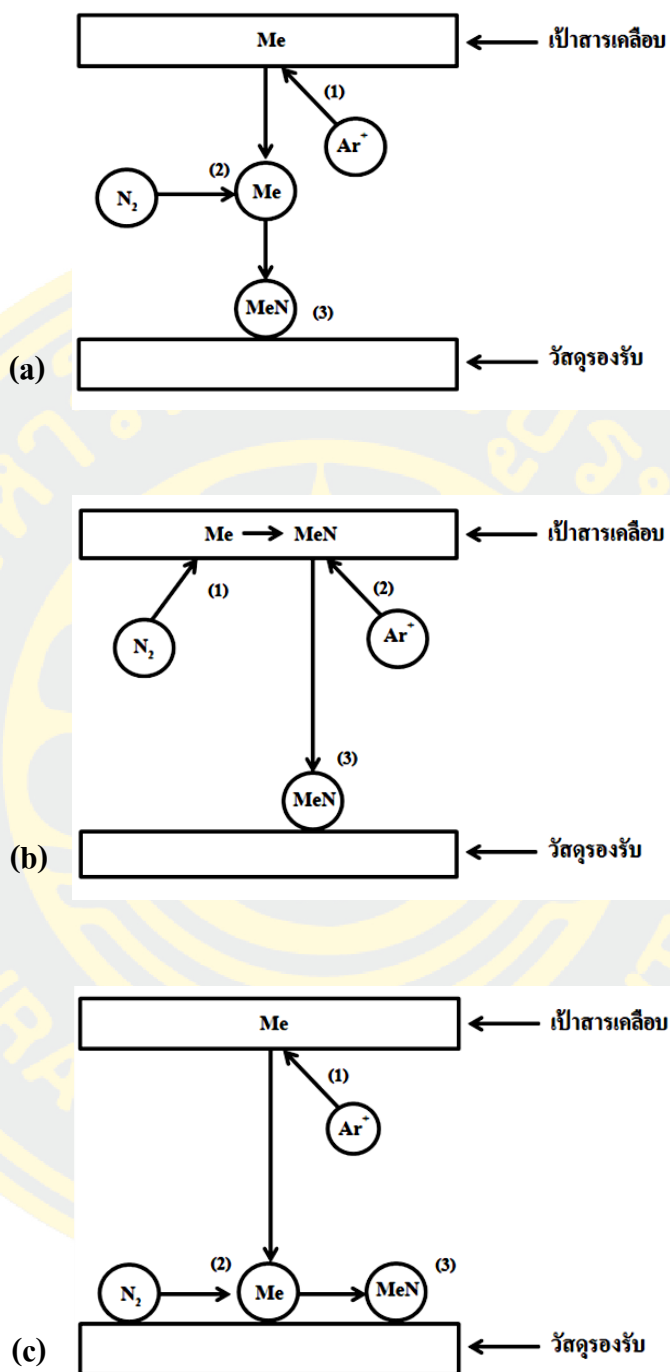 Me
เป้าสารเคลือบ
(1)
Ar+
(2)
N2
Me
MeN
(3)
(a)
วัสดุรองรับ
Me → MeN
เป้าสารเคลือบ
(1)
(2)
N2
Ar+
(3)
MeN
(b)
วัสดุรองรับ
Me
เป้าสารเคลือบ
(1)
Ar+
(2)
(3)
N2
Me
MeN
(c)
วัสดุรองรับ